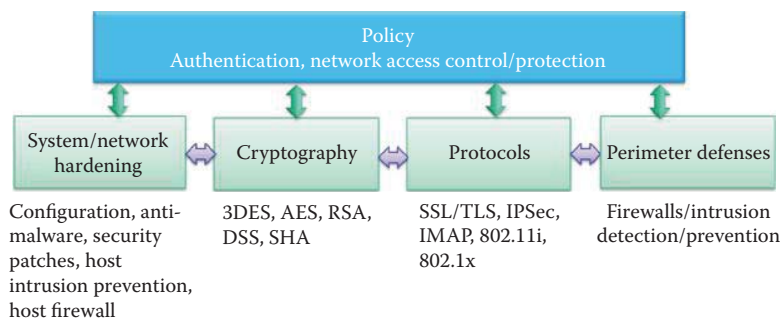 Policy
Authentication, network access control/protection
System/network
hardening
Cryptography
Protocols
Perimeter defenses
Configuration, anti-
malware, security
patches, host
intrusion prevention,
host firewall
3DES, AES, RSA,
DSS, SHA
SSL/TLS, IPSec,
IMAP, 802.11i,
802.1x
Firewalls/intrusion
detection/prevention